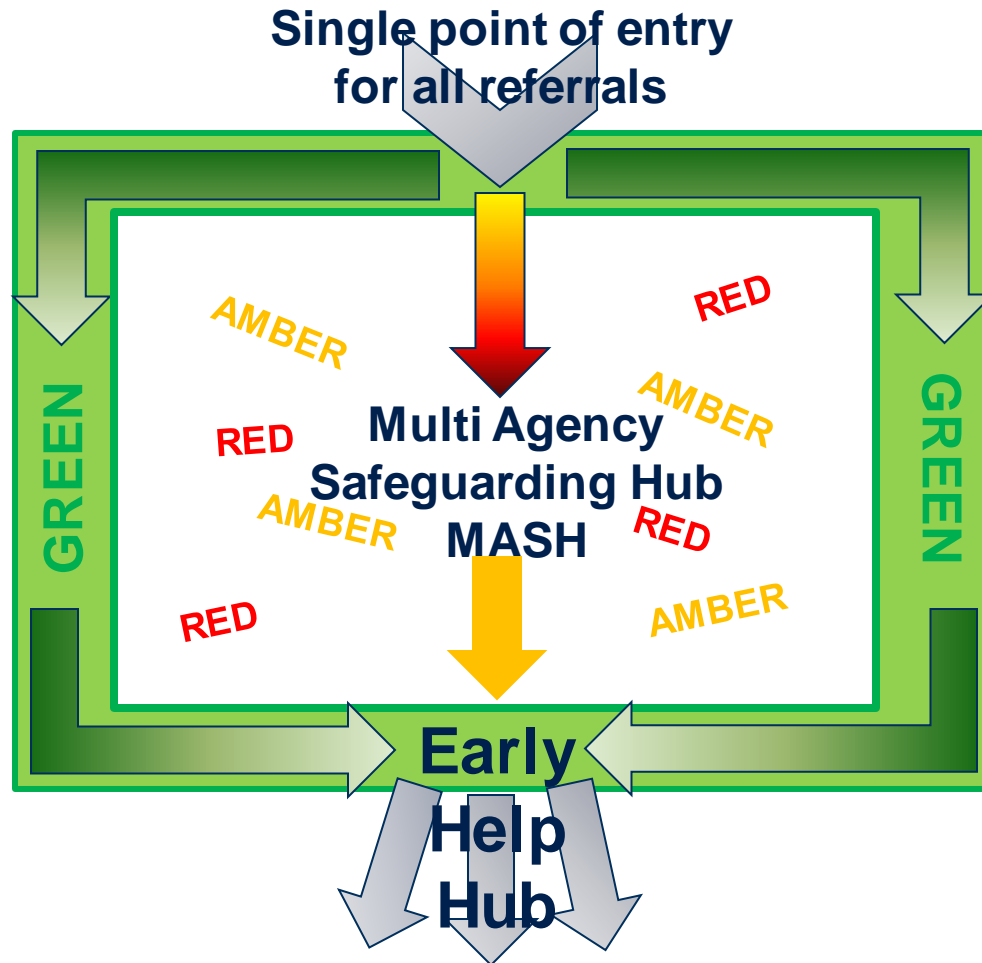 Single point of entry
for all referrals
AMBER
RED
AMBER
GREEN
GREEN
RED
Multi Agency
Safeguarding Hub
MASH
AMBER
RED
RED
AMBER
Early
Help
Hub